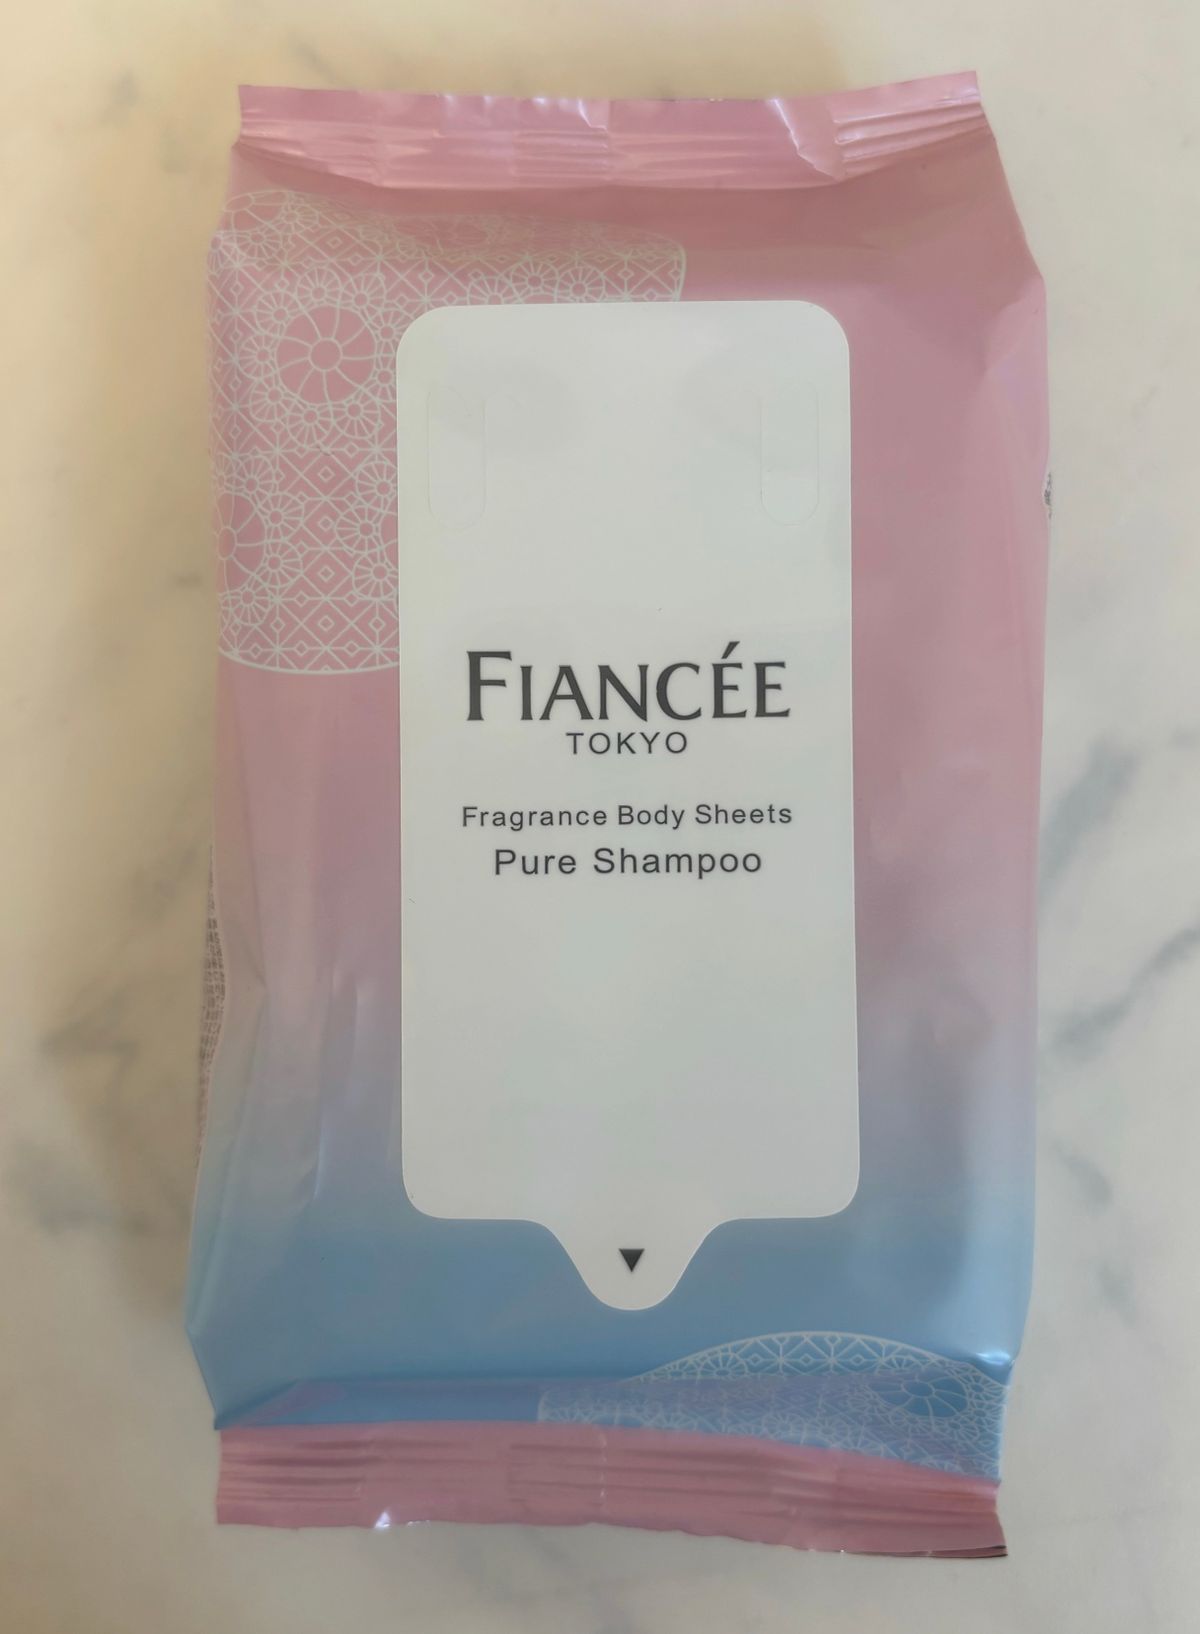 FIANCÉE
TOKYO
Fragrance Body Sheets
Pure Shampoo